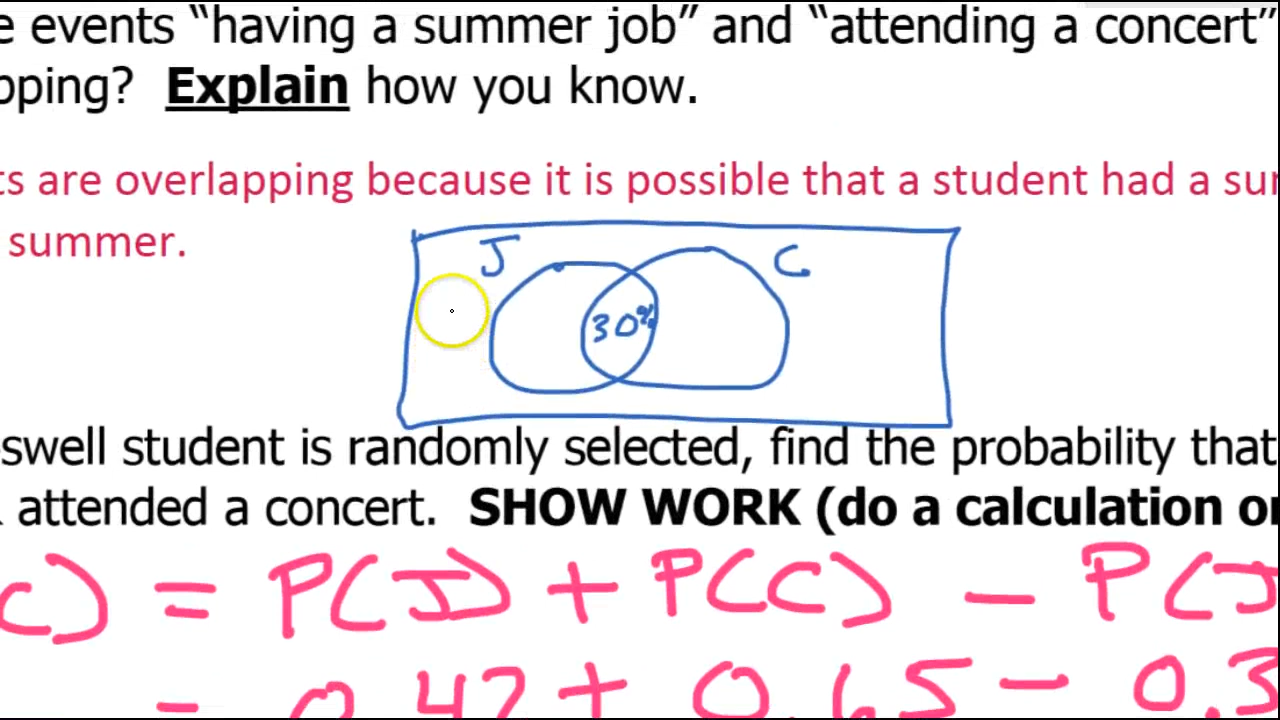 e events “having a summer job” and “attending a concert”
pping? Explain how you know.
ts are overlapping because it is possible that a student had a sur
summer.
J C
30%
swell student is randomly selected, find the probability that
attended a concert. SHOW WORK (do a calculation or
C) = P(J) + P(C) - P(J
= 0.47 + 0.65 - 0.3